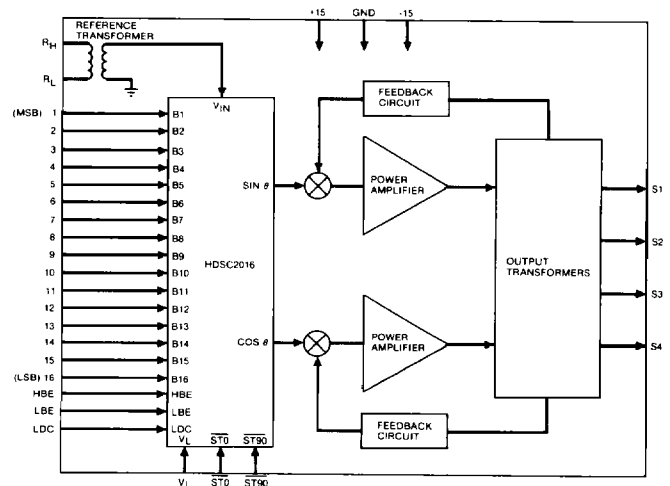 REFERENCE
TRANSFORMER
+15 GND -15
RH
RL
VIN
FEEDBACK
CIRCUIT
(MSB) 1 B1
2 B2
3 B3
4 B4
5 B5
6 B6
7 B7
8 B8
9 B9
10 B10
11 B11
12 B12
13 B13
14 B14
15 B15
(LSB) 16 B16
HBE HBE
LBE LBE
LDC LDC
HDSC2016
SIN θ
COS θ
POWER
AMPLIFIER
POWER
AMPLIFIER
FEEDBACK
CIRCUIT
OUTPUT
TRANSFORMERS
S1
S2
S3
S4
VL ST0 ST90
VL ST0 ST90